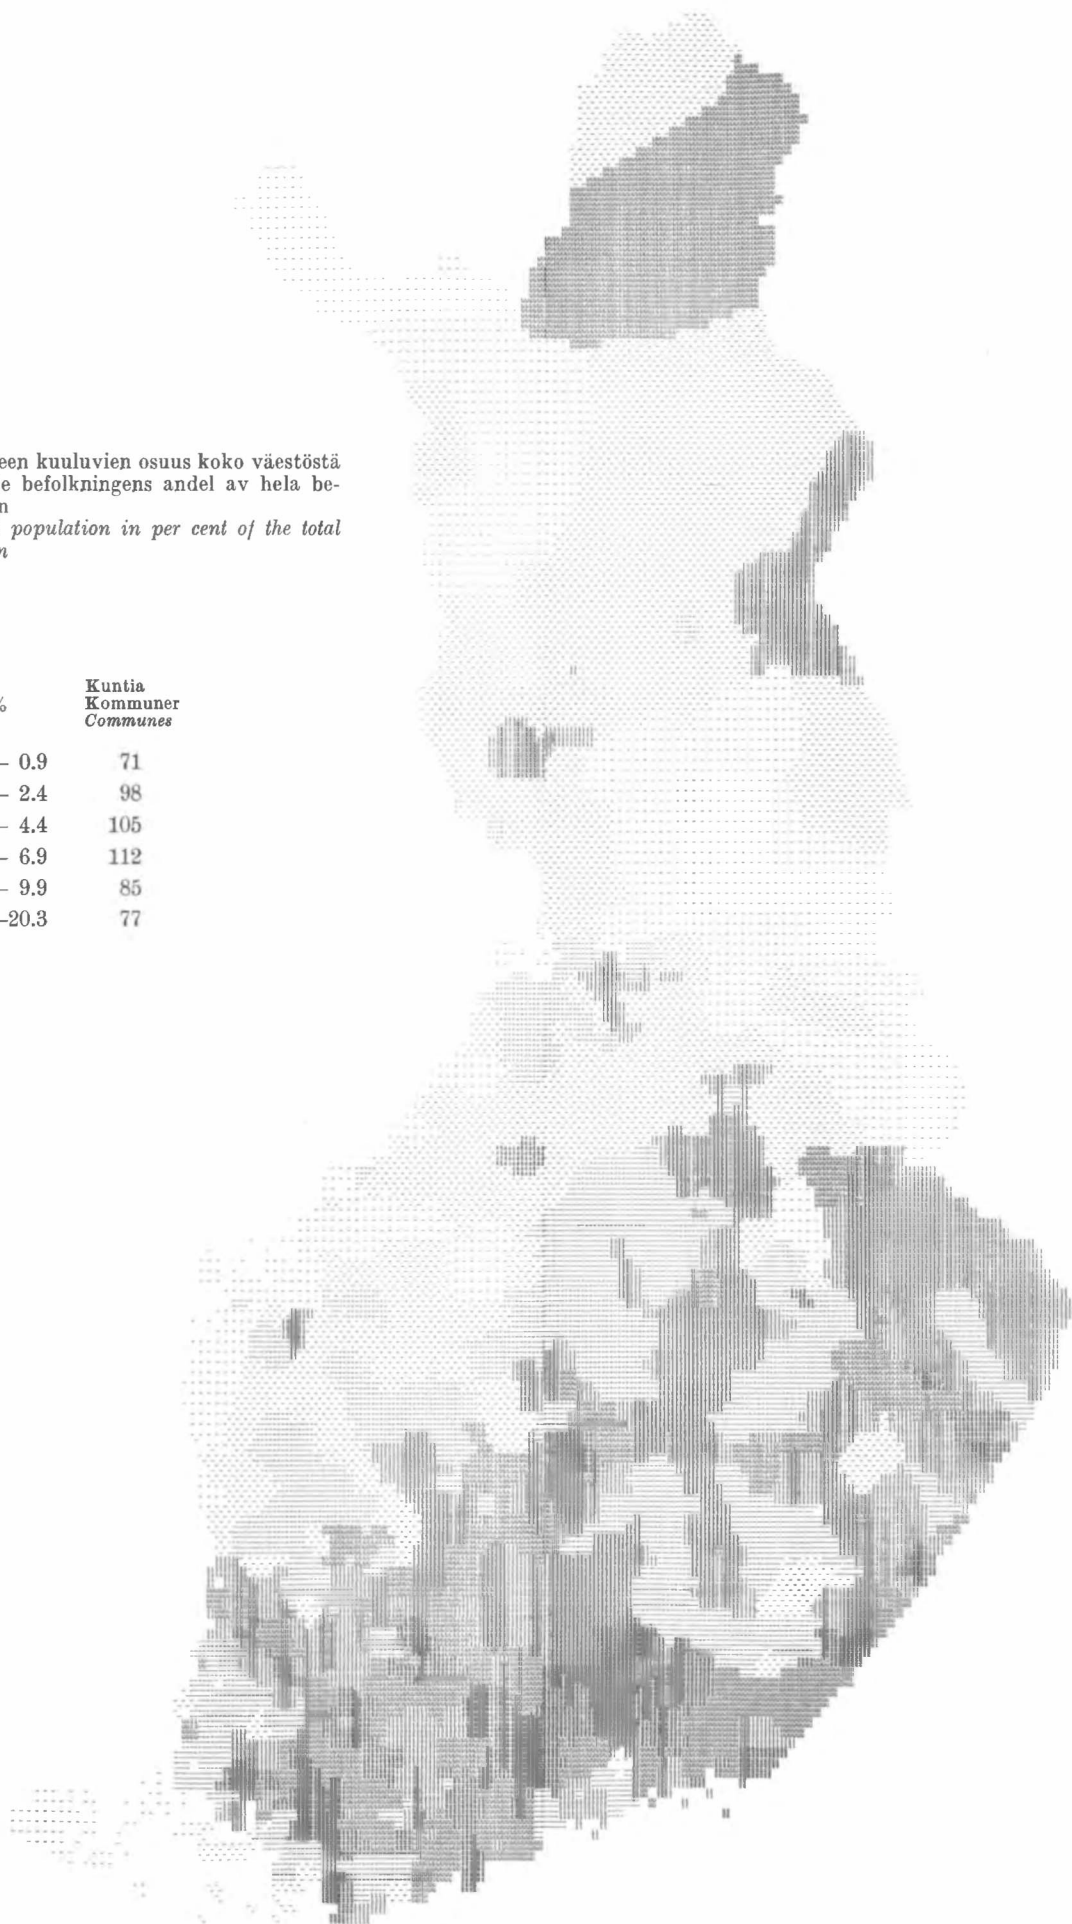 een kuuluvien osuus koko väestöstä
e befolkningens andel av hela be-
n
population in per cent of the total
n
% Kuntia
Kommuner
Communes
– 0.9 71
– 2.4 98
– 4.4 105
– 6.9 112
– 9.9 85
–20.3 77